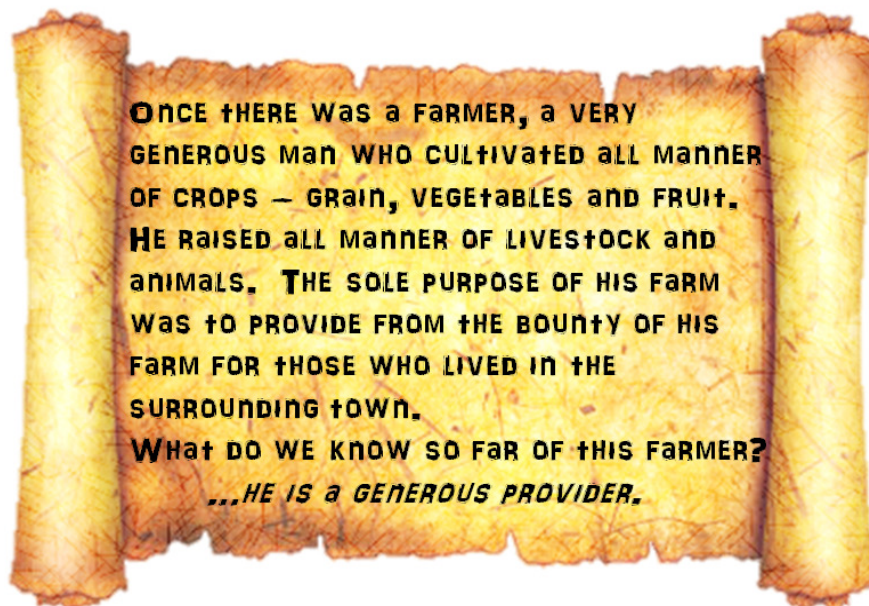 Once there was a farmer, a very
generous man who cultivated all manner
of crops – grain, vegetables and fruit.
He raised all manner of livestock and
animals.  The sole purpose of his farm
was to provide from the bounty of his
farm for those who lived in the
surrounding town.
What do we know so far of this farmer?
...he is a generous provider.